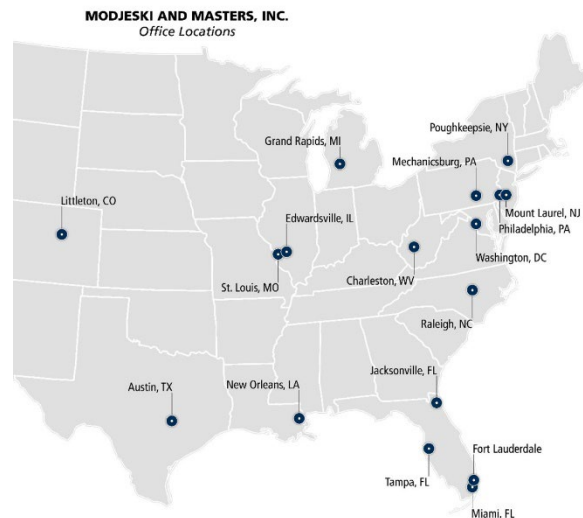 MODJESKI AND MASTERS, INC.
Office Locations
Poughkeepsie, NY
Grand Rapids, MI
Mechanicsburg, PA
Littleton, CO
Edwardsville, IL
Mount Laurel, NJ
Philadelphia, PA
Washington, DC
St. Louis, MO
Charleston, WV
Raleigh, NC
Jacksonville, FL
Austin, TX
New Orleans, LA
Fort Lauderdale
Tampa, FL
Miami, FL